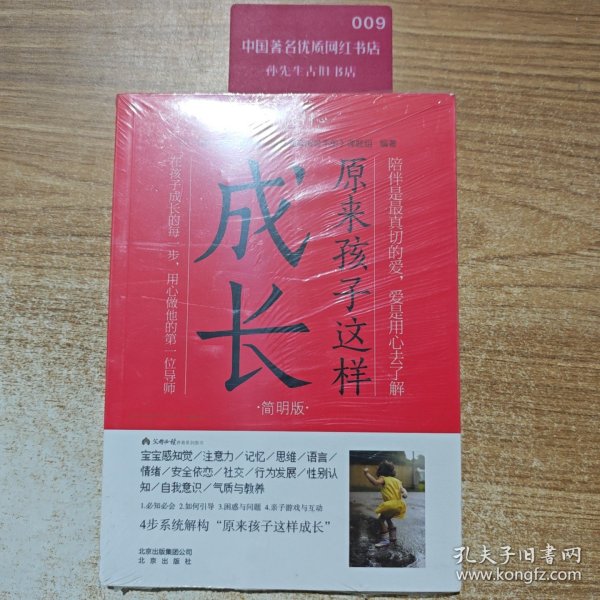 009
中国著名优质网红书店
孙先生古旧书店
课题组 编著
原来孩子这样
成长
陪伴是最真切的爱，爱是用心去了解
在孩子成长的每一步，用心做他的第一位导师
·简明版·
宝宝感知觉／注意力／记忆／思维／语言／
情绪／安全依恋／社交／行为发展／性别认
知／自我意识／气质与教养
1.必知必会 2.如何引导 3.困惑与问题 4.亲子游戏与互动
4步系统解构“原来孩子这样成长”
北京出版集团公司
北京出版社
孔夫子旧书网
www.kongfz.com